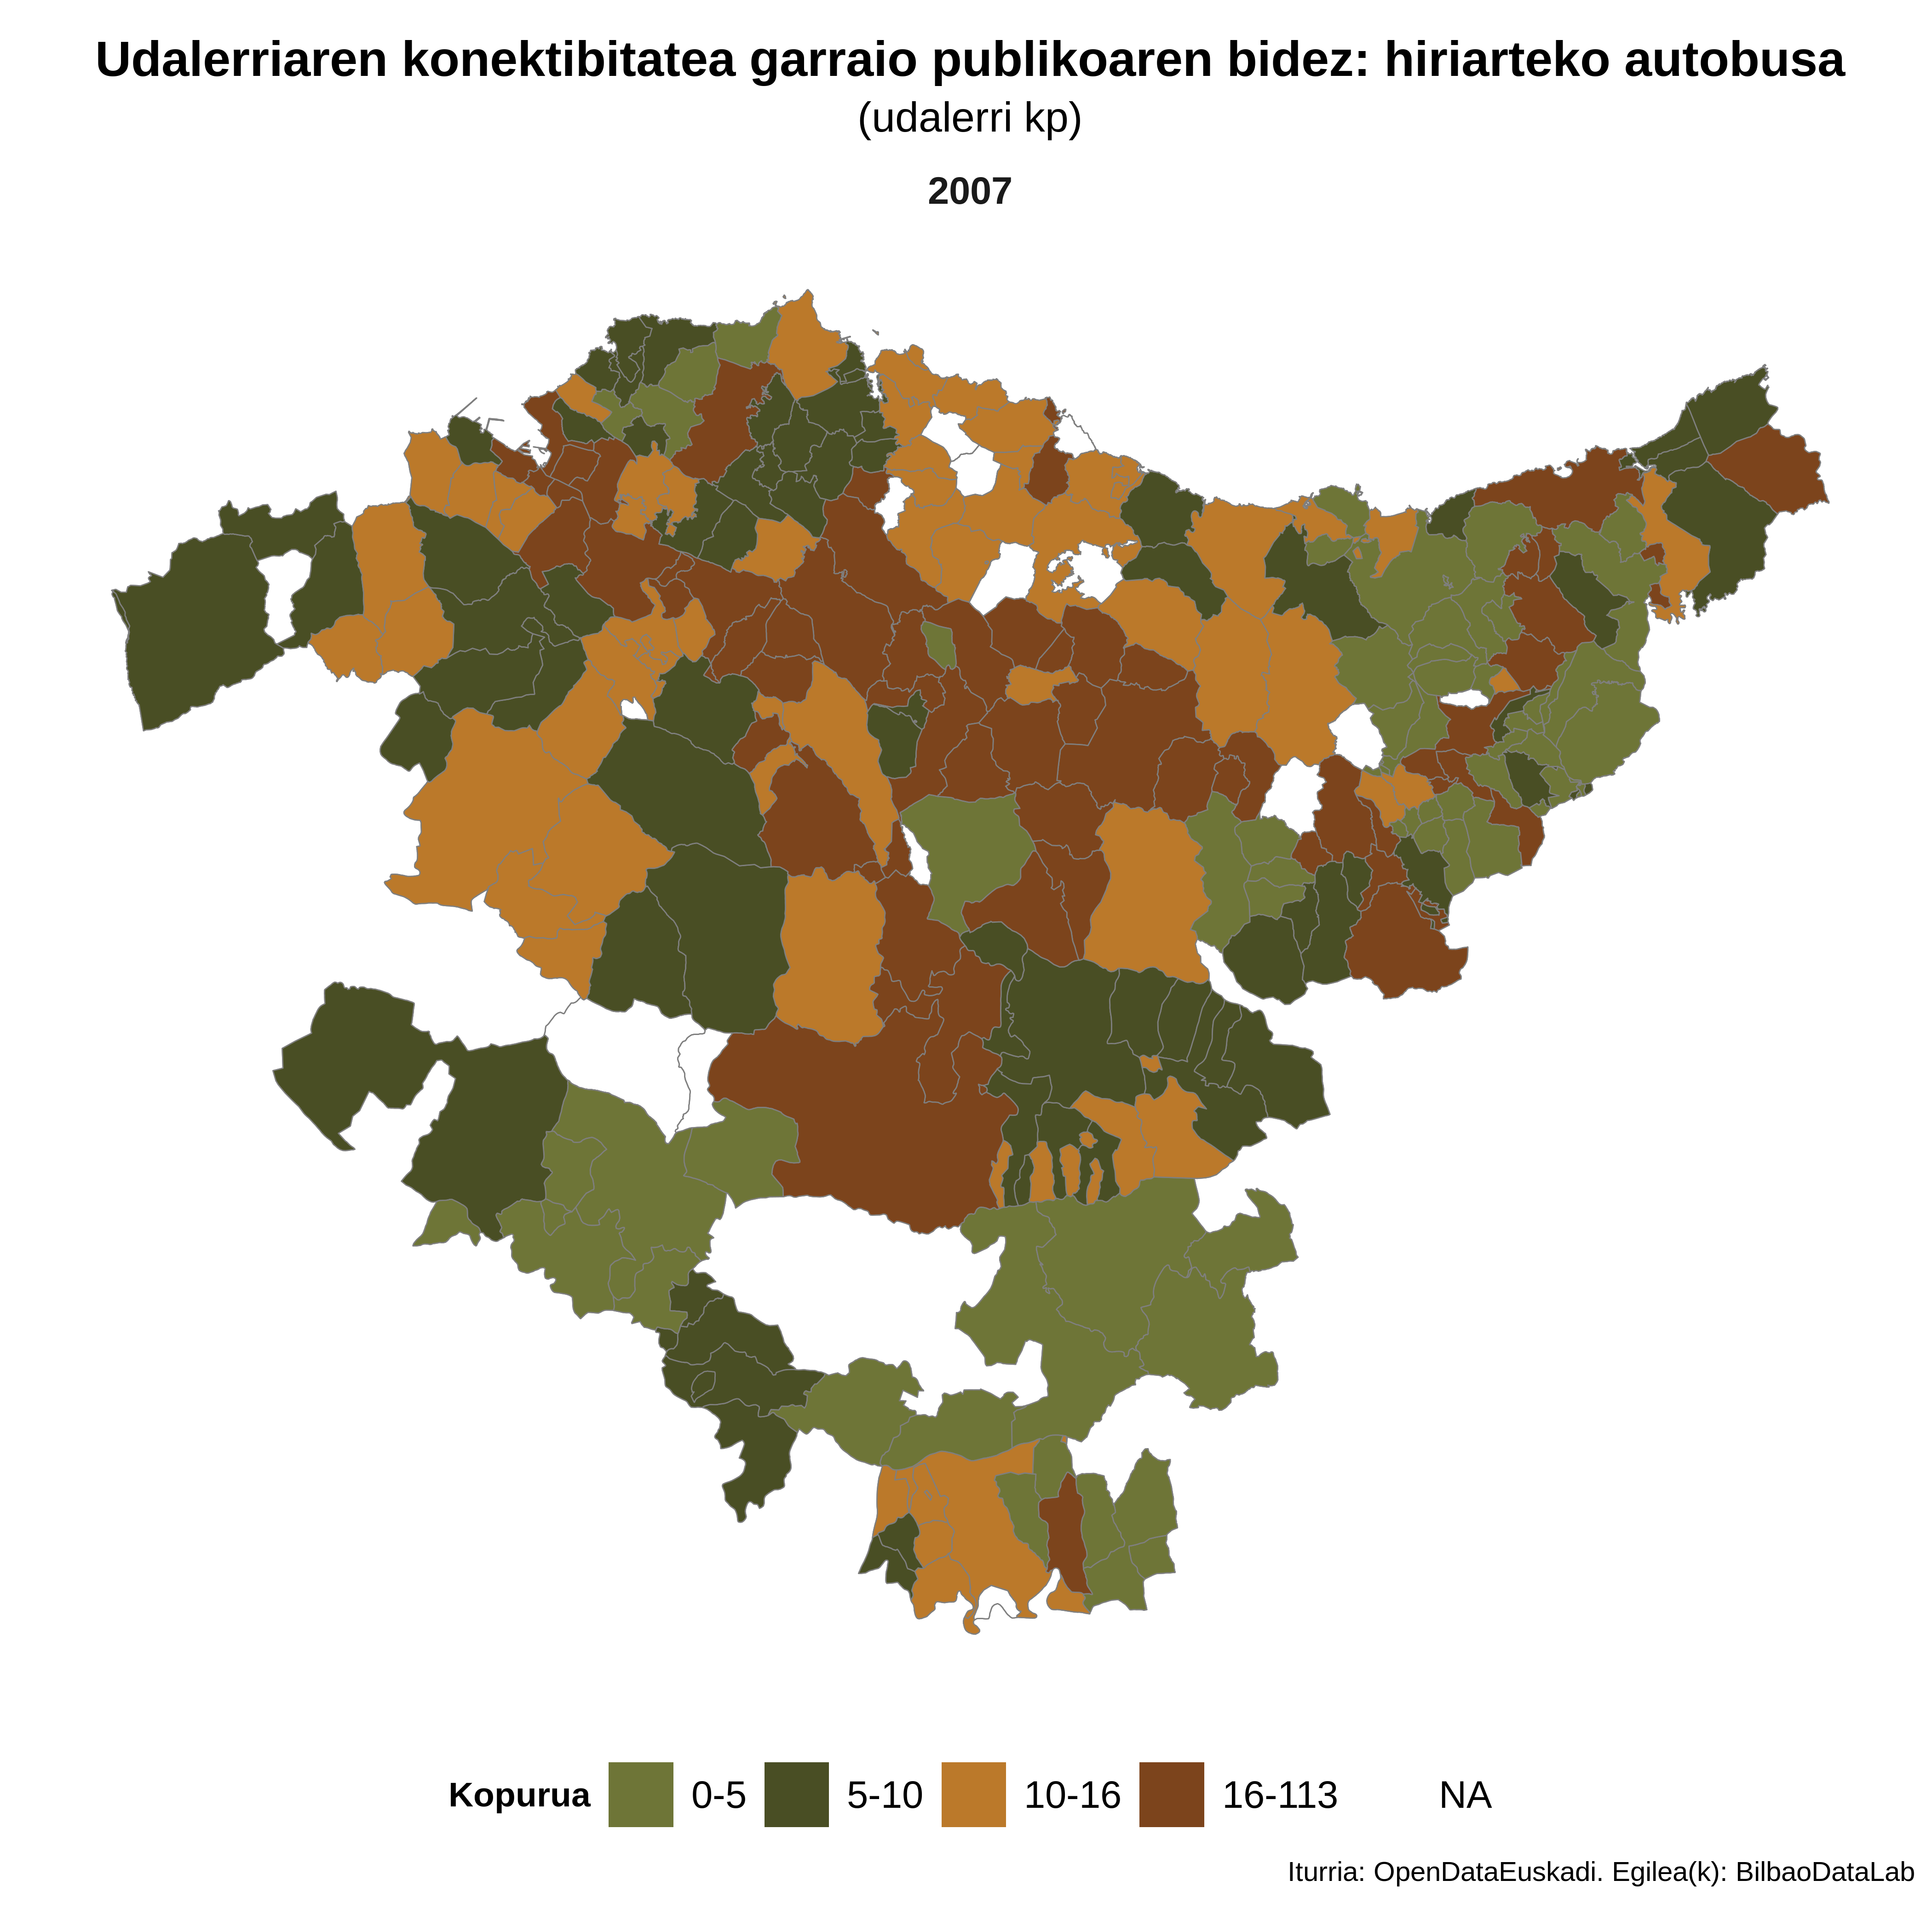 Udalerriaren konektibitatea garraio publikoaren bidez: hiriarteko autobusa
(udalerri kp)
2007
Kopurua 0-5 5-10 10-16 16-113 NA
Iturria: OpenDataEuskadi. Egilea(k): BilbaoDataLab